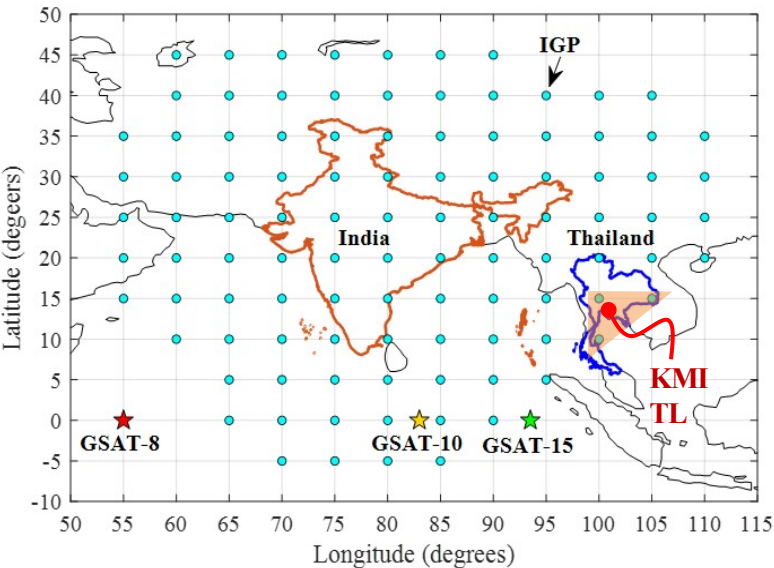 50
45
40
35
30
25
20
15
10
5
0
-5
-10
Latitude (degeers)
IGP
India
Thailand
KMI
TL
GSAT-8
GSAT-10
GSAT-15
50 55 60 65 70 75 80 85 90 95 100 105 110 115
Longitude (degrees)